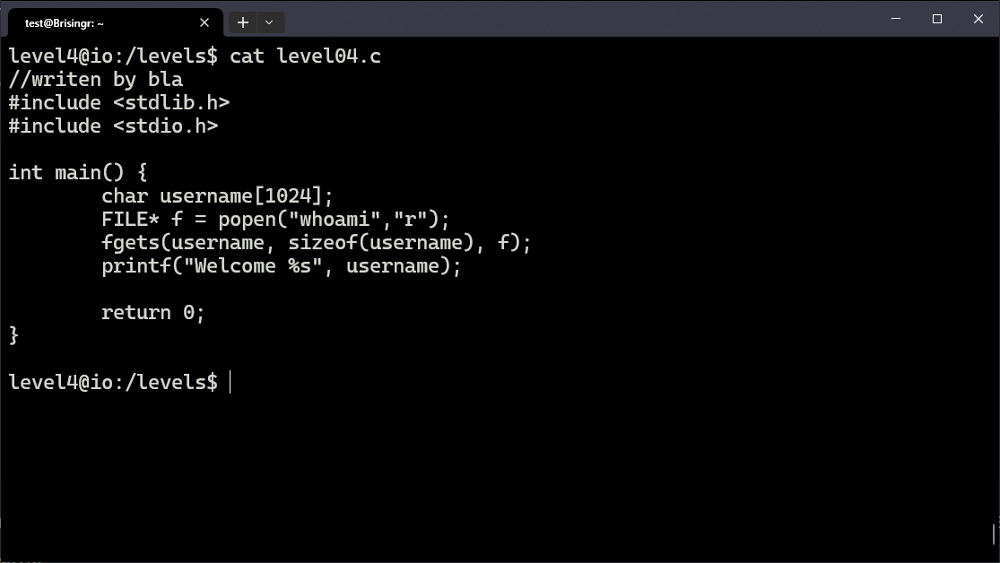 test@Brisingr: ~
level4@io:/levels$ cat level04.c
//writen by bla
#include <stdlib.h>
#include <stdio.h>
int main() {
char username[1024];
FILE* f = popen("whoami","r");
fgets(username, sizeof(username), f);
printf("Welcome %s", username);
return 0;
}
level4@io:/levels$